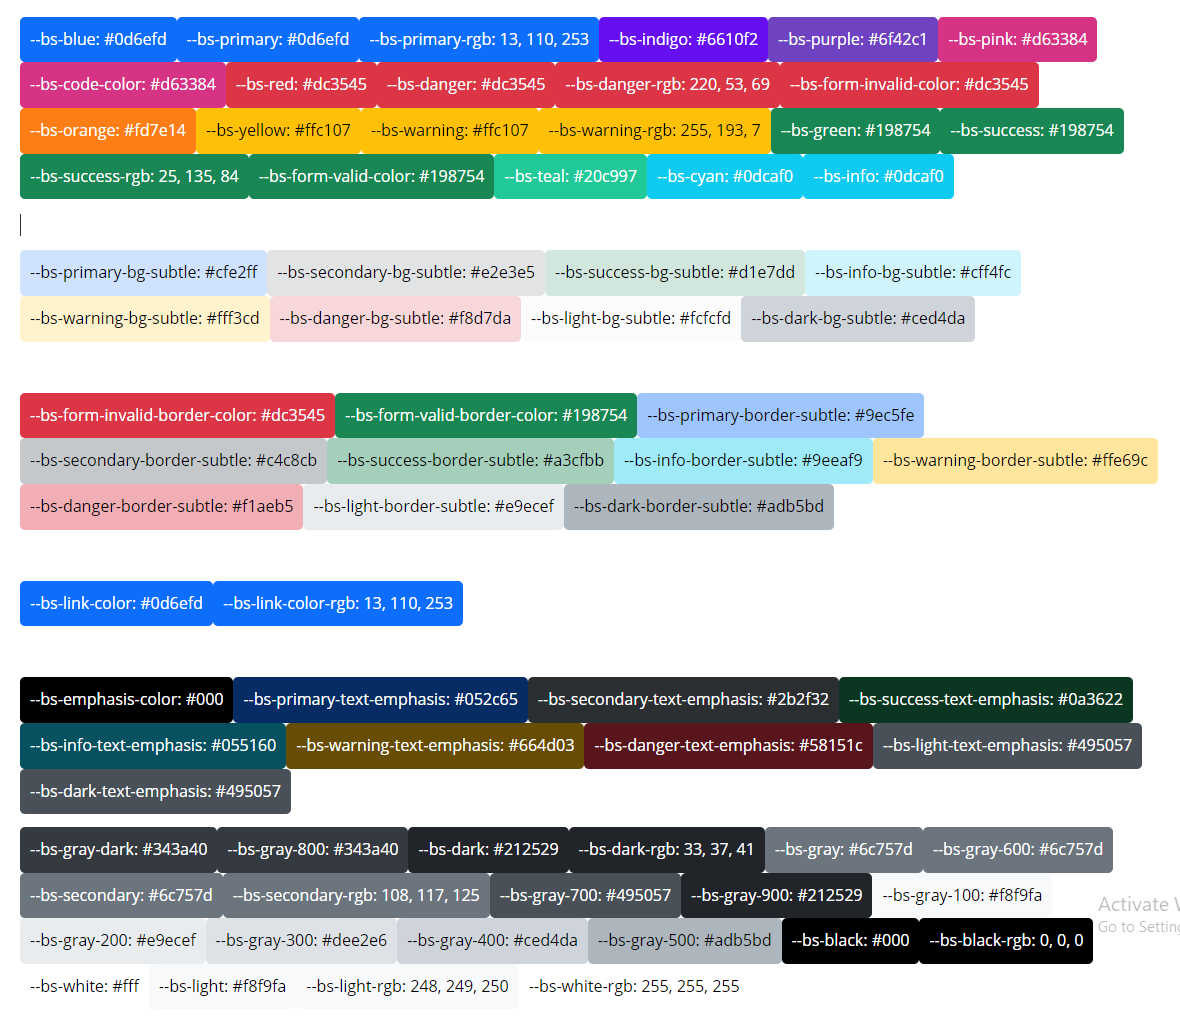 --bs-blue: #0d6efd --bs-primary: #0d6efd --bs-primary-rgb: 13, 110, 253 --bs-indigo: #6610f2 --bs-purple: #6f42c1 --bs-pink: #d63384
--bs-code-color: #d63384 --bs-red: #dc3545 --bs-danger: #dc3545 --bs-danger-rgb: 220, 53, 69 --bs-form-invalid-color: #dc3545
--bs-orange: #fd7e14 --bs-yellow: #ffc107 --bs-warning: #ffc107 --bs-warning-rgb: 255, 193, 7 --bs-green: #198754 --bs-success: #198754
--bs-success-rgb: 25, 135, 84 --bs-form-valid-color: #198754 --bs-teal: #20c997 --bs-cyan: #0dcaf0 --bs-info: #0dcaf0
--bs-primary-bg-subtle: #cfe2ff --bs-secondary-bg-subtle: #e2e3e5 --bs-success-bg-subtle: #d1e7dd --bs-info-bg-subtle: #cff4fc
--bs-warning-bg-subtle: #fff3cd --bs-danger-bg-subtle: #f8d7da --bs-light-bg-subtle: #fcfcfd --bs-dark-bg-subtle: #ced4da
--bs-form-invalid-border-color: #dc3545 --bs-form-valid-border-color: #198754 --bs-primary-border-subtle: #9ec5fe
--bs-secondary-border-subtle: #c4c8cb --bs-success-border-subtle: #a3cfbb --bs-info-border-subtle: #9eeaf9 --bs-warning-border-subtle: #ffe69c
--bs-danger-border-subtle: #f1aeb5 --bs-light-border-subtle: #e9ecef --bs-dark-border-subtle: #adb5bd
--bs-link-color: #0d6efd --bs-link-color-rgb: 13, 110, 253
--bs-emphasis-color: #000 --bs-primary-text-emphasis: #052c65 --bs-secondary-text-emphasis: #2b2f32 --bs-success-text-emphasis: #0a3622
--bs-info-text-emphasis: #055160 --bs-warning-text-emphasis: #664d03 --bs-danger-text-emphasis: #58151c --bs-light-text-emphasis: #495057
--bs-dark-text-emphasis: #495057
--bs-gray-dark: #343a40 --bs-gray-800: #343a40 --bs-dark: #212529 --bs-dark-rgb: 33, 37, 41 --bs-gray: #6c757d --bs-gray-600: #6c757d
--bs-secondary: #6c757d --bs-secondary-rgb: 108, 117, 125 --bs-gray-700: #495057 --bs-gray-900: #212529 --bs-gray-100: #f8f9fa
--bs-gray-200: #e9ecef --bs-gray-300: #dee2e6 --bs-gray-400: #ced4da --bs-gray-500: #adb5bd --bs-black: #000 --bs-black-rgb: 0, 0, 0
--bs-white: #fff --bs-light: #f8f9fa --bs-light-rgb: 248, 249, 250 --bs-white-rgb: 255, 255, 255
Activate
Go to